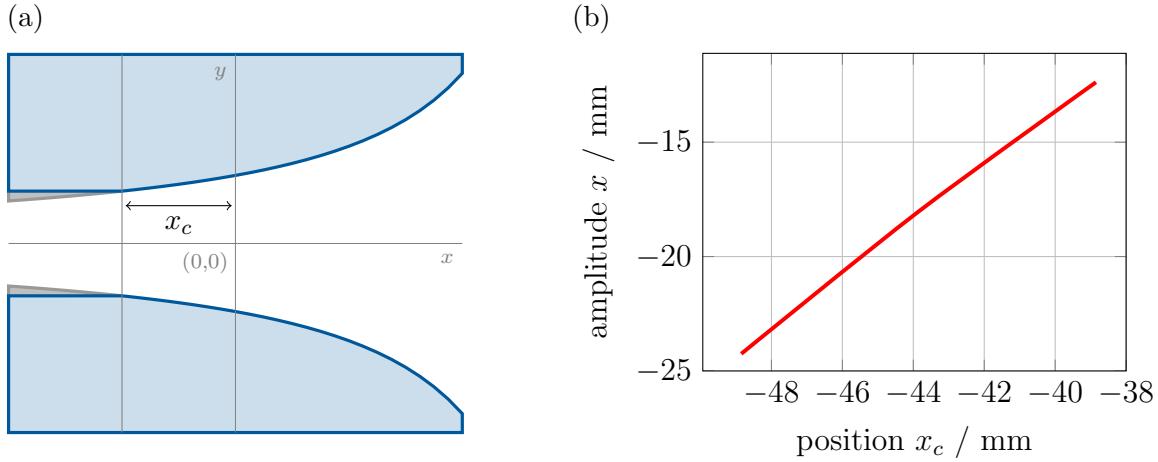 (a)
y
x_c
(0,0)
x
(b)
amplitude x / mm
−15
−20
−25
−48 −46 −44 −42 −40 −38
position x_c / mm